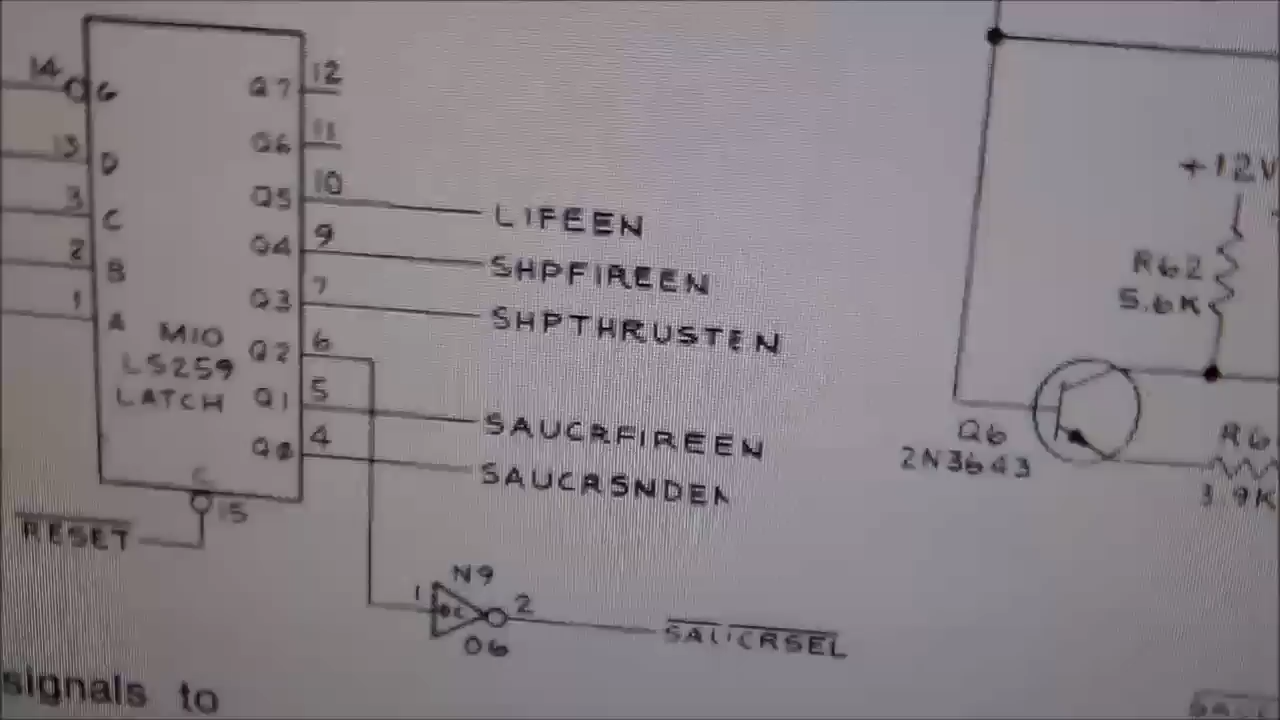 14
G
Q7
12
Q6
11
13
D
Q5
10
LIFEEN
3
C
Q4
9
SHPFIREEN
2
B
Q3
7
SHPTHRUSTEN
1
A
M10
LS259
LATCH
Q2
6
Q1
5
SAUCRFIREEN
Q0
4
SAUCRSNDEN
C
15
RESET
N9
1
OC
2
06
SAUCRSEL
+12V
R62
5.6K
Q6
2N3643
3.9K
signals to